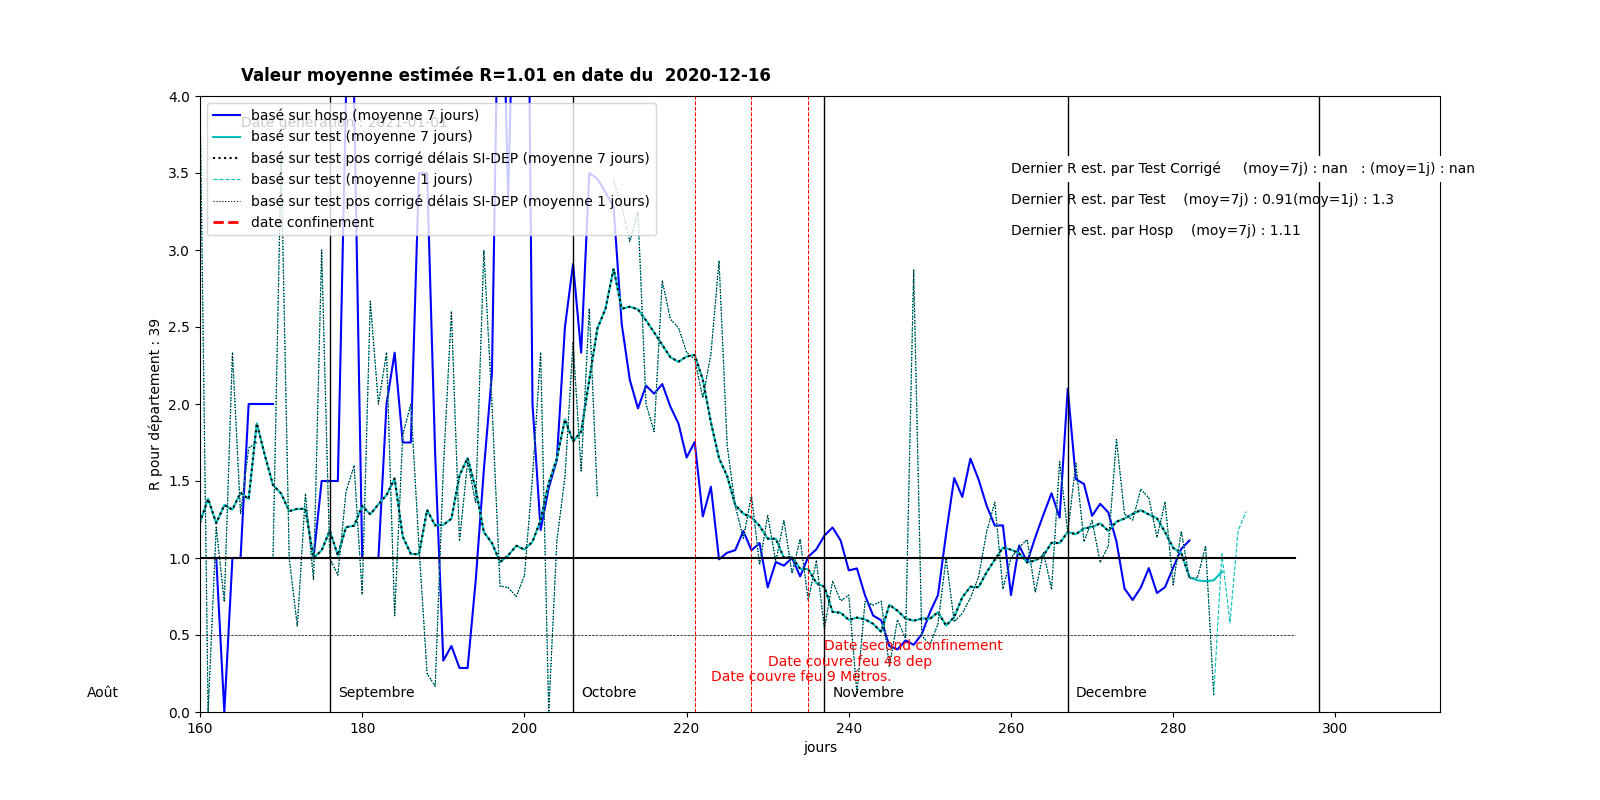 Valeur moyenne estimée R=1.01 en date du  2020-12-16
Date génération : 2021-01-01
basé sur hosp (moyenne 7 jours)
basé sur test (moyenne 7 jours)
basé sur test pos corrigé délais SI-DEP (moyenne 7 jours)
basé sur test (moyenne 1 jours)
basé sur test pos corrigé délais SI-DEP (moyenne 1 jours)
date confinement
Dernier R est. par Test Corrigé     (moy=7j) : nan   : (moy=1j) : nan
Dernier R est. par Test    (moy=7j) : 0.91(moy=1j) : 1.3
Dernier R est. par Hosp    (moy=7j) : 1.11
R pour département : 39
4.0
3.5
3.0
2.5
2.0
1.5
1.0
0.5
0.0
Date second confinement
Date couvre feu 48 dep
Date couvre feu 9 Métros.
Août
Septembre
Octobre
Novembre
Decembre
160 180 200 220 240 260 280 300
jours